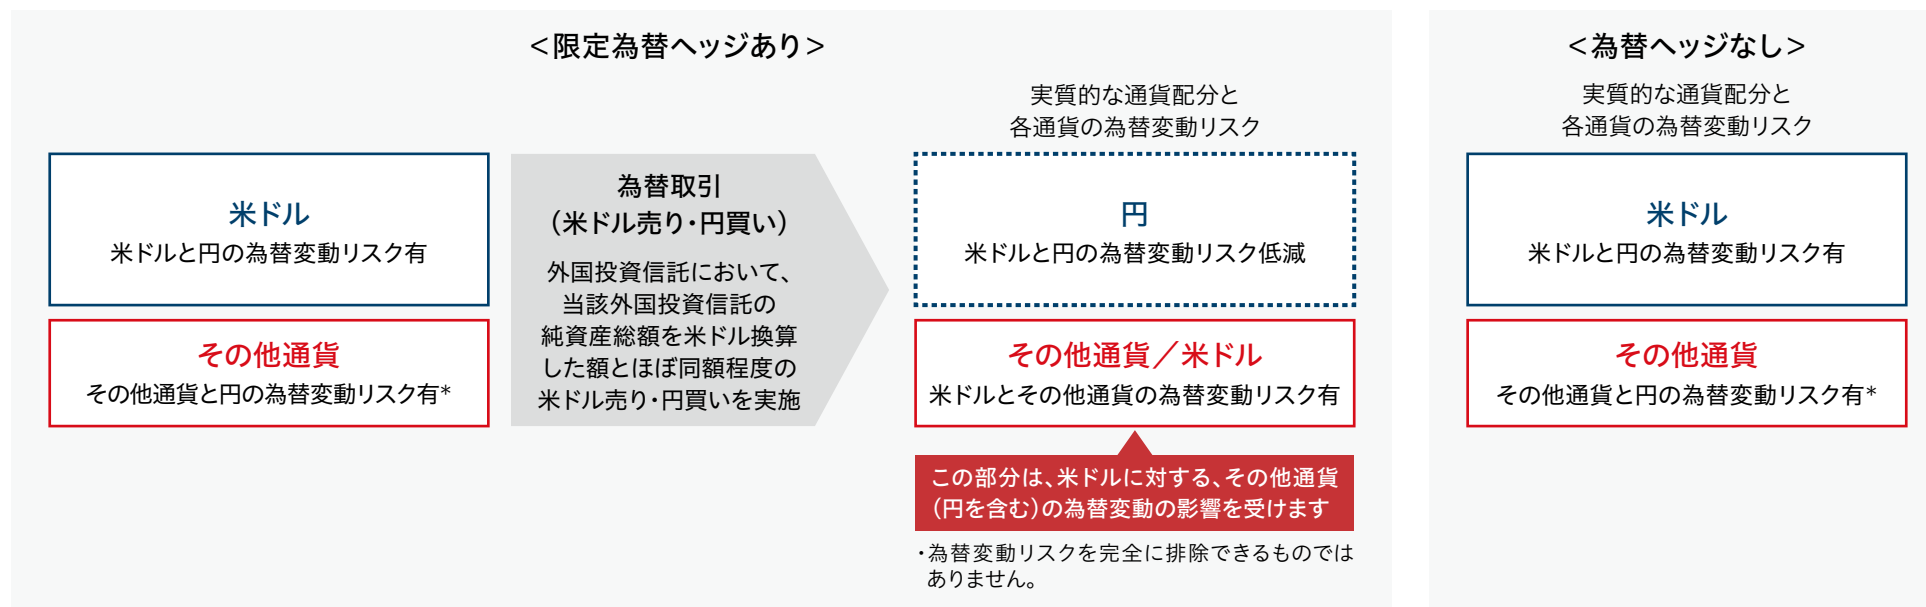 ＜限定為替ヘッジあり＞
米ドル
米ドルと円の為替変動リスク有
その他通貨
その他通貨と円の為替変動リスク有*
為替取引
（米ドル売り・円買い）
外国投資信託において、
当該外国投資信託の
純資産総額を米ドル換算
した額とほぼ同額程度の
米ドル売り・円買いを実施
実質的な通貨配分と
各通貨の為替変動リスク
円
米ドルと円の為替変動リスク低減
その他通貨／米ドル
米ドルとその他通貨の為替変動リスク有
この部分は、米ドルに対する、その他通貨
（円を含む）の為替変動の影響を受けます
・為替変動リスクを完全に排除できるものでは
ありません。
＜為替ヘッジなし＞
実質的な通貨配分と
各通貨の為替変動リスク
米ドル
米ドルと円の為替変動リスク有
その他通貨
その他通貨と円の為替変動リスク有*